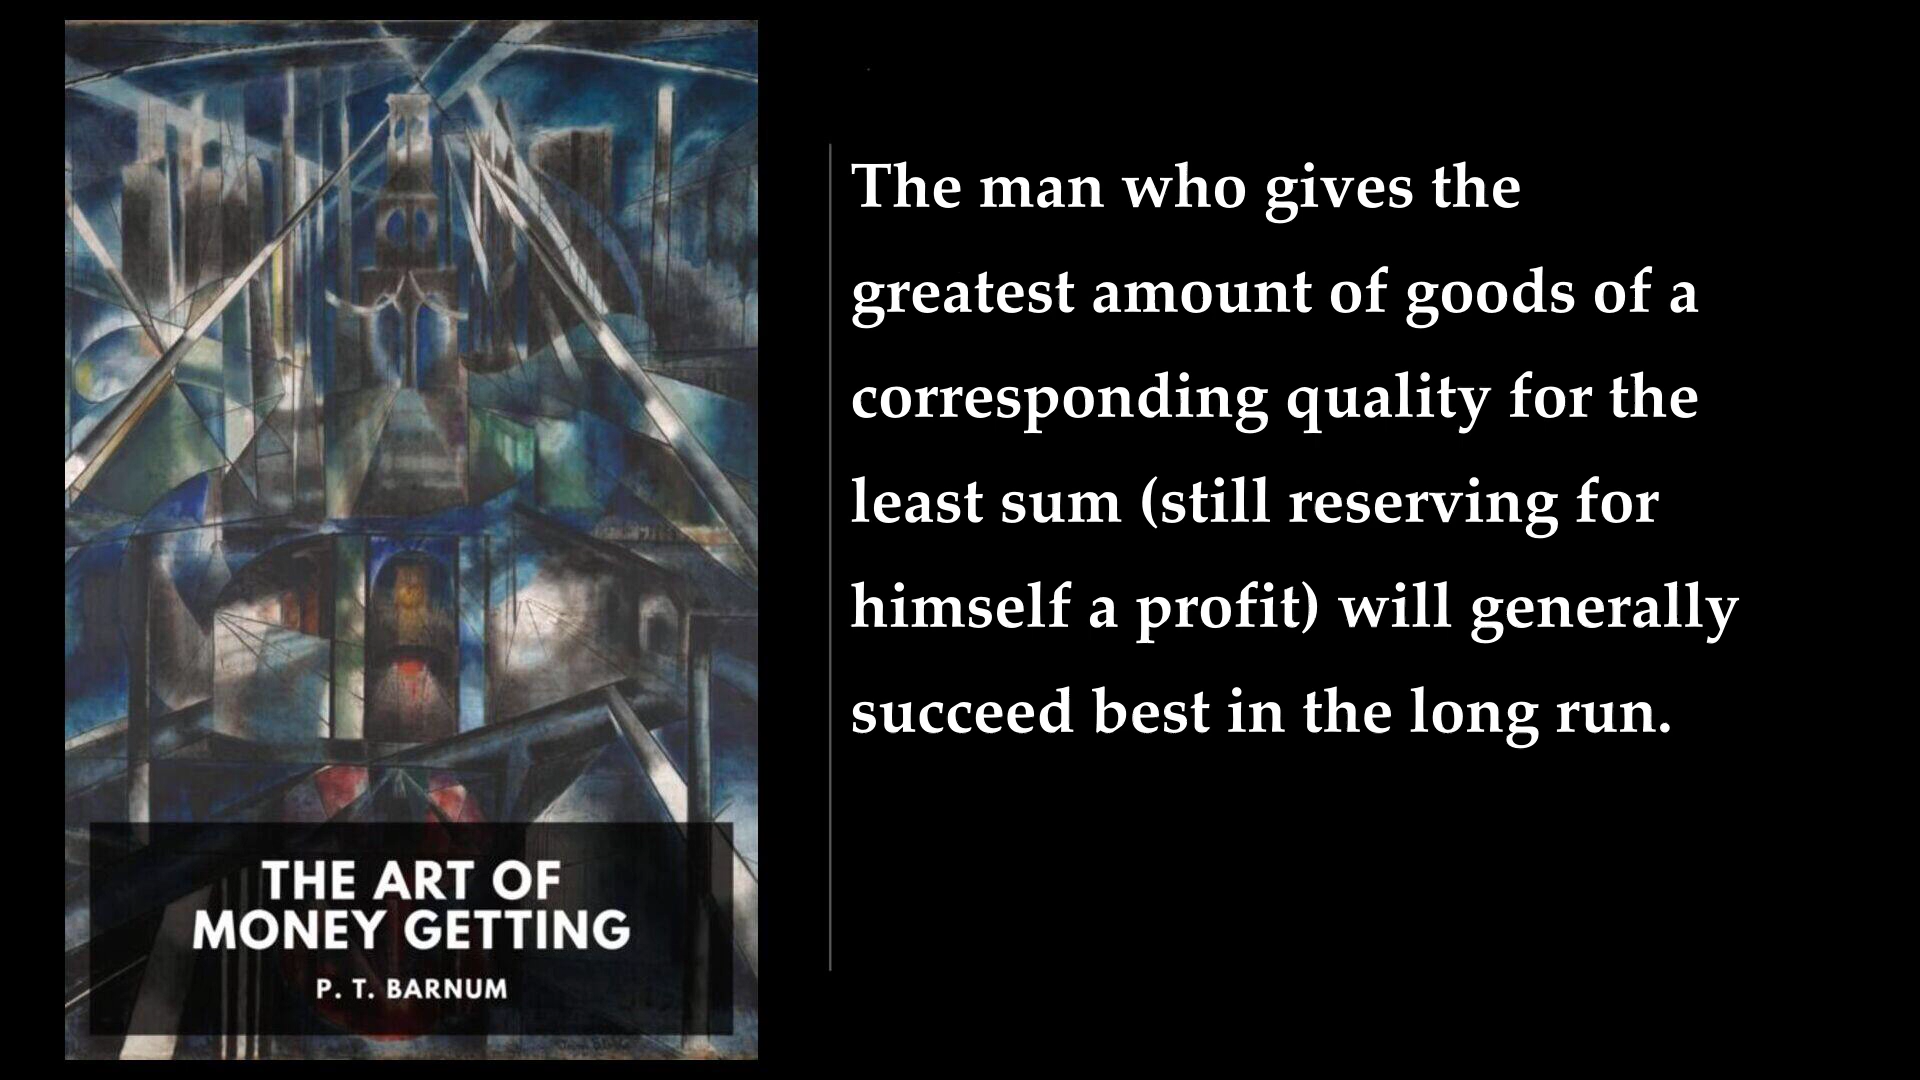 THE ART OF
MONEY GETTING
P. T. BARNUM
The man who gives the
greatest amount of goods of a
corresponding quality for the
least sum (still reserving for
himself a profit) will generally
succeed best in the long run.